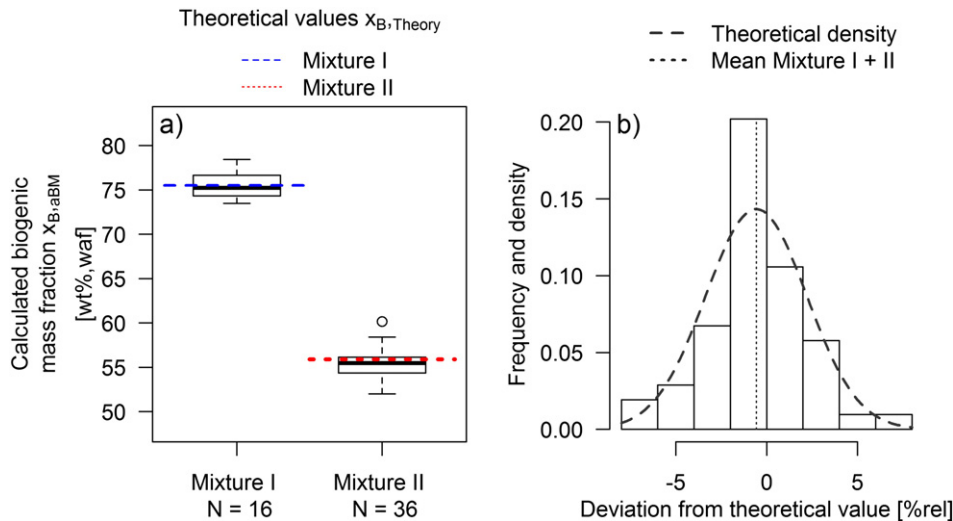 Theoretical values xB,Theory
Mixture I
Mixture II
a)
Calculated biogenic
mass fraction xB,aBM
[wt%,waf]
80
75
70
65
60
55
50
Mixture I
N = 16
Mixture II
N = 36
Theoretical density
Mean Mixture I + II
b)
Frequency and density
0.20
0.15
0.10
0.05
0.00
-5
0
5
Deviation from theoretical value [%rel]